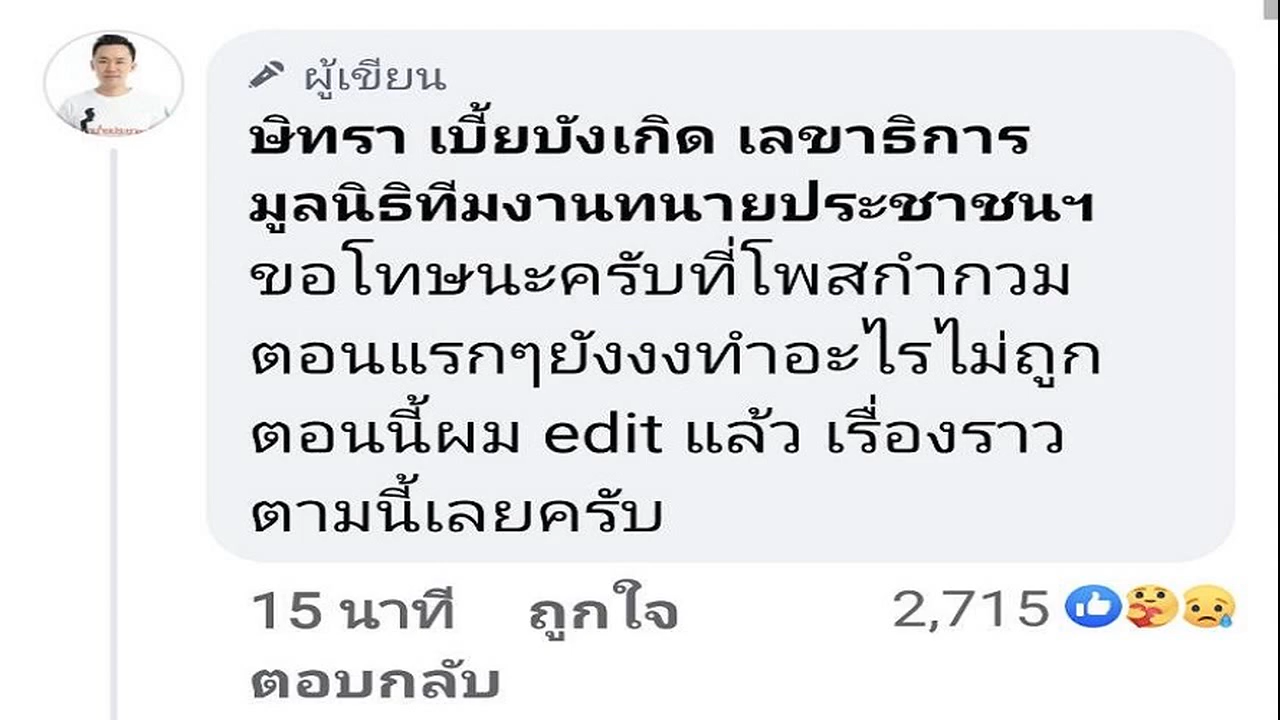 ผู้เขียน
ษิทรา เบี้ยบังเกิด เลขาธิการ
มูลนิธิทีมงานทนายประชาชนฯ
ขอโทษนะครับที่โพสกำกวม
ตอนแรกๆยังงงทำอะไรไม่ถูก
ตอนนี้ผม edit แล้ว เรื่องราว
ตามนี้เลยครับ
15 นาที ถูกใจ 2,715
ตอบกลับ